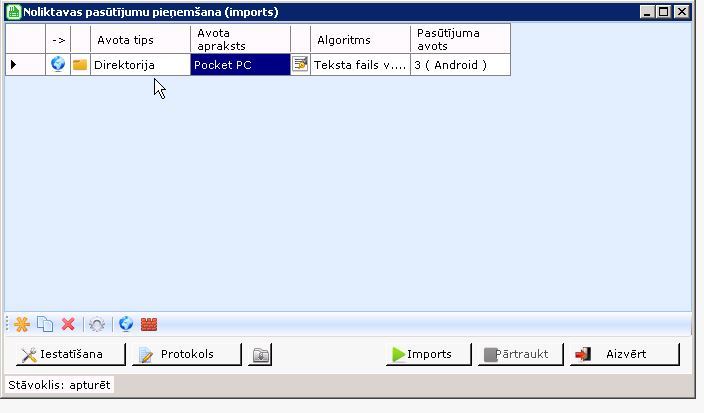 Noliktavas pasūtījumu pieņemšana (imports)
-> Avota tips Avota apraksts Algoritms Pasūtījuma avots
Direktorija Pocket PC Teksta fails v.... 3 ( Android )
Iestatīšana Protokols Imports Pārtraukt Aizvērt
Stāvoklis: apturēt